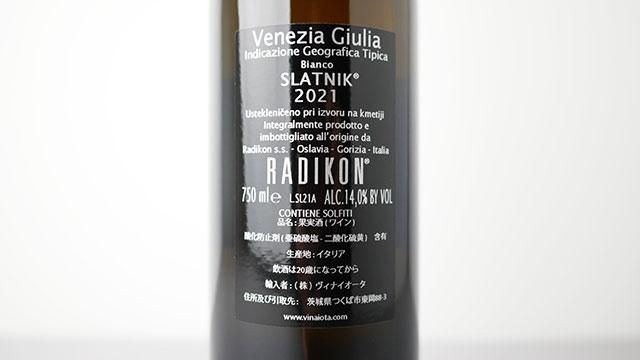 Venezia Giulia
Indicazione Geografica Tipica
Bianco
SLATNIK®
2021
Ustekleničeno pri izvoru na kmetiji
Integralmente prodotto e
imbottigliato all'origine da
Radikon s.s. - Oslavia - Gorizia - Italia
RADIKON®
750 ml e L.SL21A ALC.14,0% BY VOL
CONTIENE SOLFITI
品名：果実酒（ワイン）
酸化防止剤（亜硫酸塩 - 二酸化硫黄） 含有
生産地：イタリア
飲酒は20歳になってから
輸入者：（株）ヴィナイオータ
住所及び引取先： 茨城県つくば市東岡88-3
www.vinaiota.com